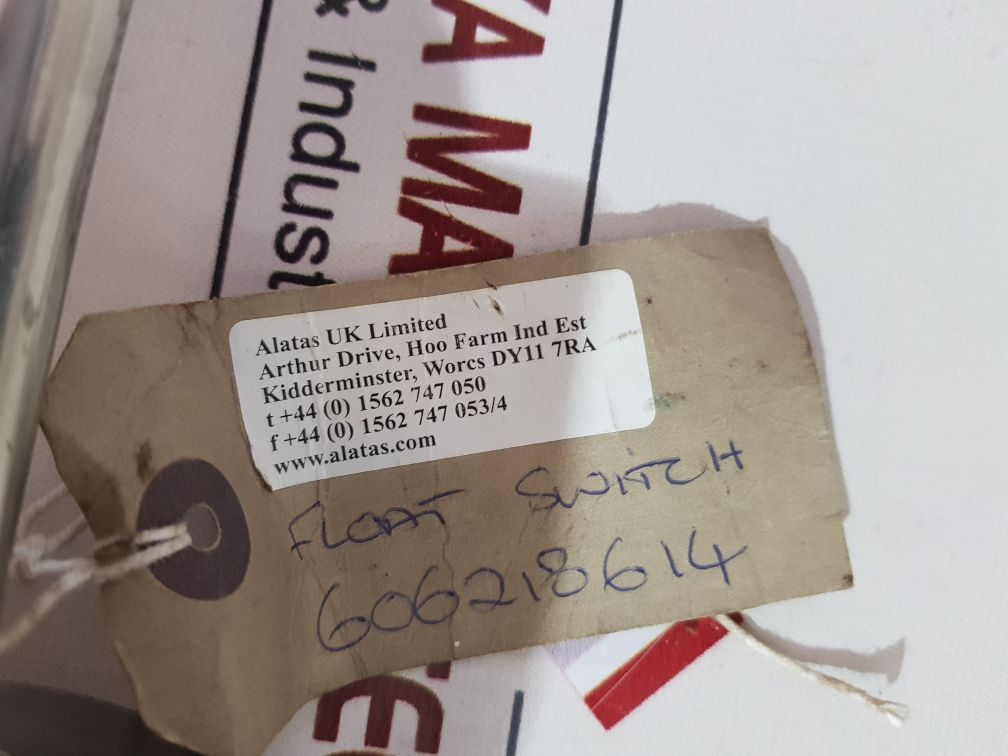 & Indust
A MA
Alatas UK Limited
Arthur Drive, Hoo Farm Ind Est
Kidderminster, Worcs DY11 7RA
t +44 (0) 1562 747 050
f +44 (0) 1562 747 053/4
www.alatas.com
FLOAT SWITCH
606218614